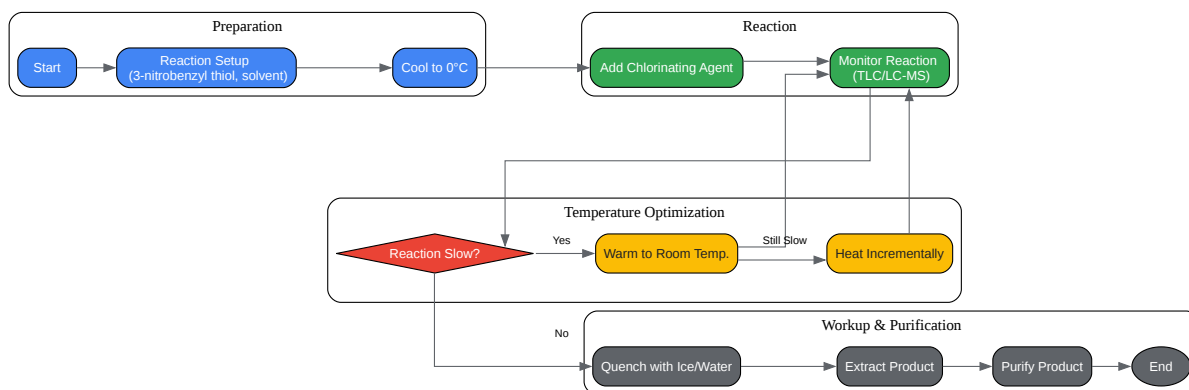 Preparation
Reaction
Start
Reaction Setup
(3-nitrobenzyl thiol, solvent)
Cool to 0°C
Add Chlorinating Agent
Monitor Reaction
(TLC/LC-MS)
Temperature Optimization
Reaction Slow?
Yes
Warm to Room Temp.
Still Slow
Heat Incrementally
No
Workup & Purification
Quench with Ice/Water
Extract Product
Purify Product
End